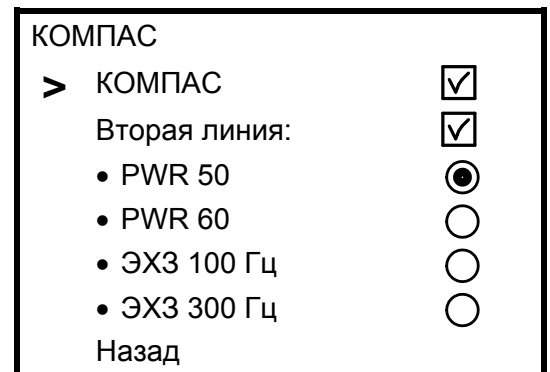 КОМПАС
> КОМПАС
Вторая линия:
• PWR 50
• PWR 60
• ЭХЗ 100 Гц
• ЭХЗ 300 Гц
Назад